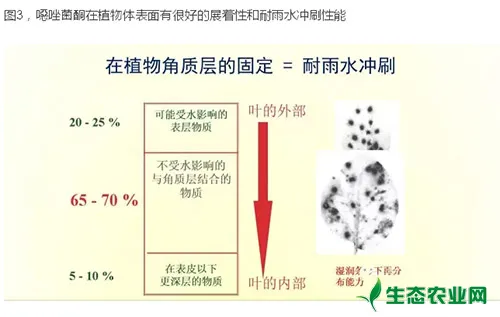 图3，噁唑菌酮在植物体表面有很好的展着性和耐雨水冲刷性能
在植物角质层的固定 = 耐雨水冲刷
20 - 25 %
可能受水影响的
表层物质
叶的外部
65 - 70 %
不受水影响的
与角质层结合的
物质
5 - 10 %
在表皮以下
更深层的物质
叶的内部
湿润
下再分
布能力
生态农业网